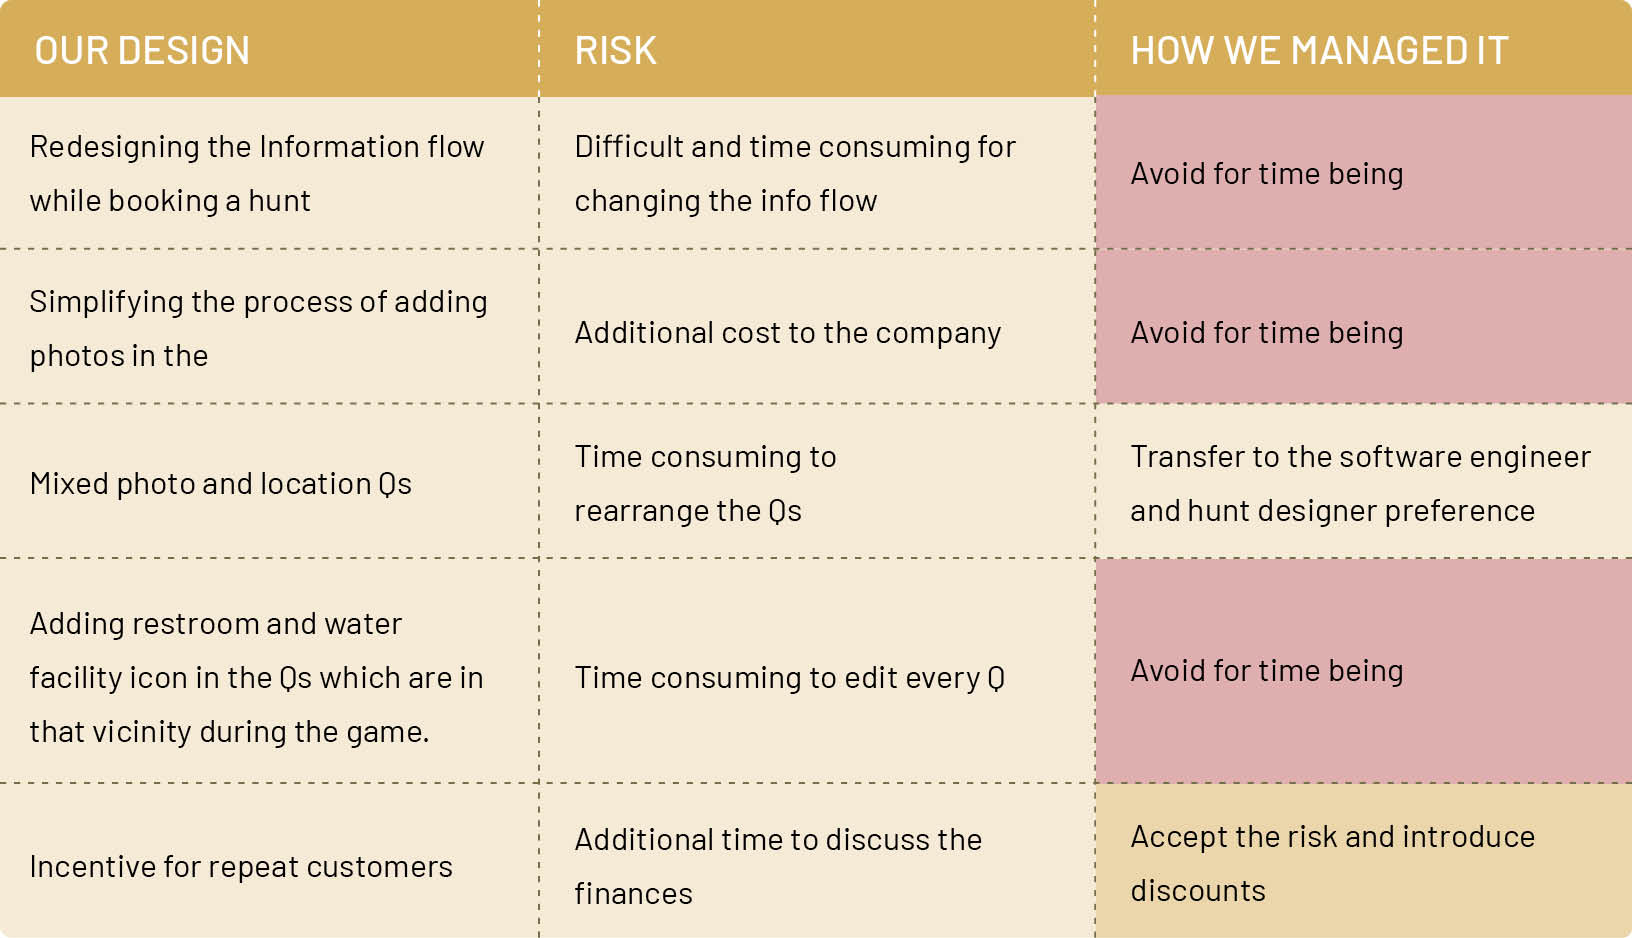 OUR DESIGN
RISK
HOW WE MANAGED IT
Redesigning the Information flow
while booking a hunt
Difficult and time consuming for
changing the info flow
Avoid for time being
Simplifying the process of adding
photos in the
Additional cost to the company
Avoid for time being
Mixed photo and location Qs
Time consuming to
rearrange the Qs
Transfer to the software engineer
and hunt designer preference
Adding restroom and water
facility icon in the Qs which are in
that vicinity during the game.
Time consuming to edit every Q
Avoid for time being
Incentive for repeat customers
Additional time to discuss the
finances
Accept the risk and introduce
discounts